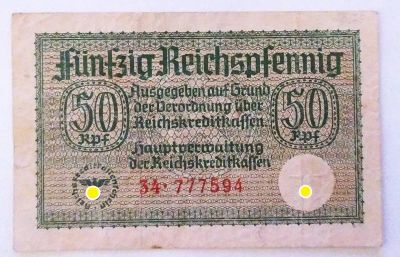 Fünfzig Reichspfennig
50 Rpf
Ausgegeben auf Grund
der Verordnung über
Reichskreditkassen
Hauptverwaltung
der Reichskreditkassen
50 Rpf
34· 777594